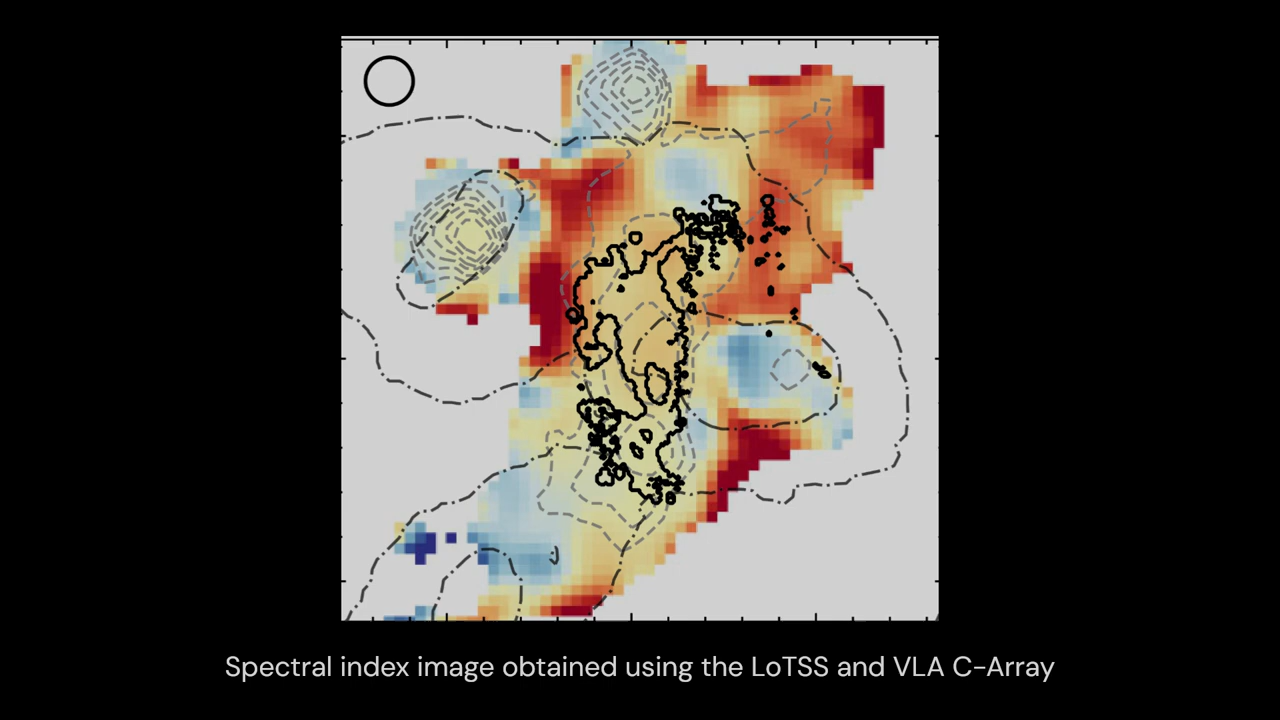 Spectral index image obtained using the LoTSS and VLA C-Array